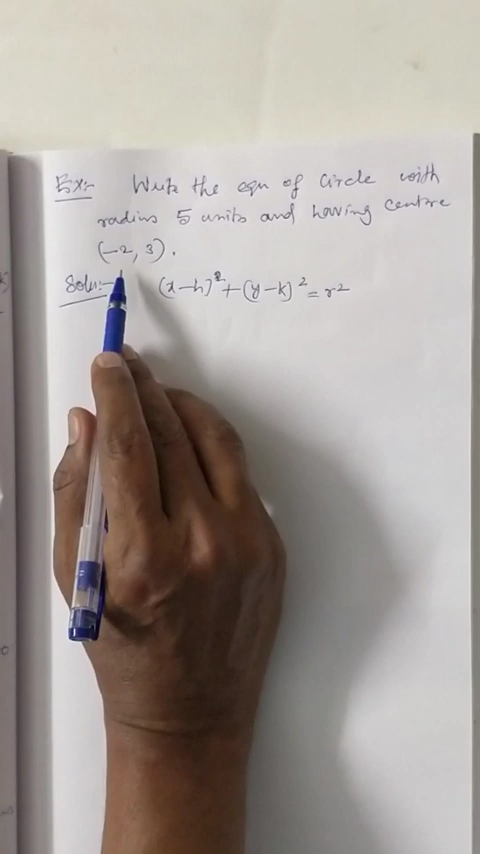 Ex:- Write the eqn of circle with
radius 5 units and having centre
(-2, 3).
Soln:- (x-h)²+(y-k)²=r²